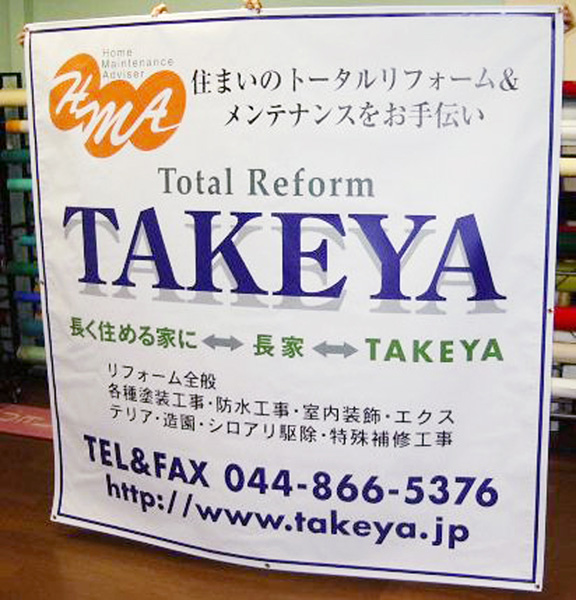 Home
Maintenance
Adviser
HMA
住まいのトータルリフォーム&
メンテナンスをお手伝い
Total Reform
TAKEYA
長く住める家に ⟷ 長家 ⟷ TAKEYA
リフォーム全般
各種塗装工事・防水工事・室内装飾・エクス
テリア・造園・シロアリ駆除・特殊補修工事
TEL&FAX 044-866-5376
http://www.takeya.jp